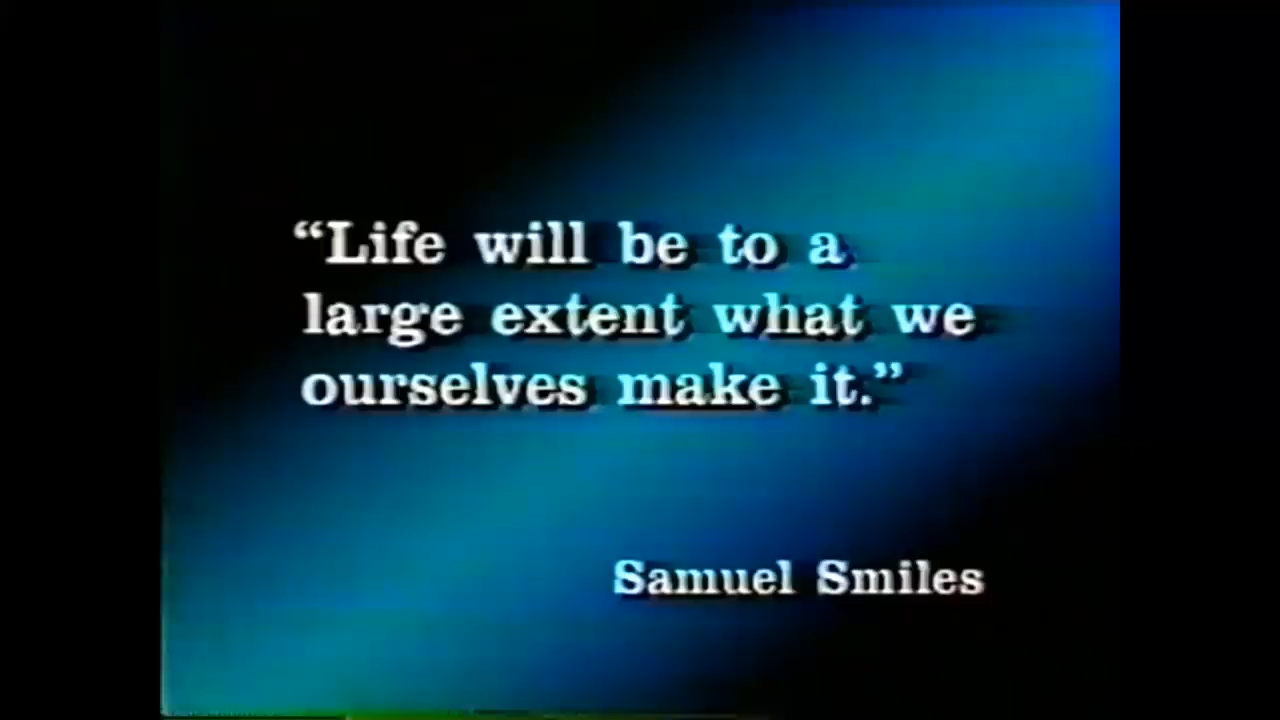 “Life will be to a
large extent what we
ourselves make it.”
Samuel Smiles